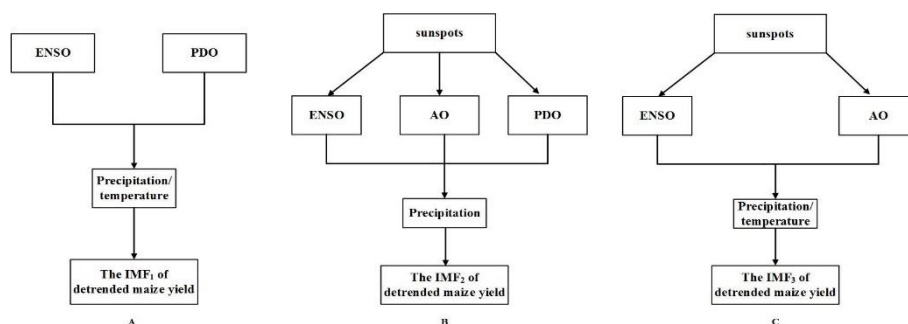 ENSO
PDO
Precipitation/
temperature
The IMF₁ of
detrended maize yield
A
sunspots
ENSO
AO
PDO
Precipitation
The IMF₂ of
detrended maize yield
B
sunspots
ENSO
AO
Precipitation/
temperature
The IMF₃ of
detrended maize yield
C